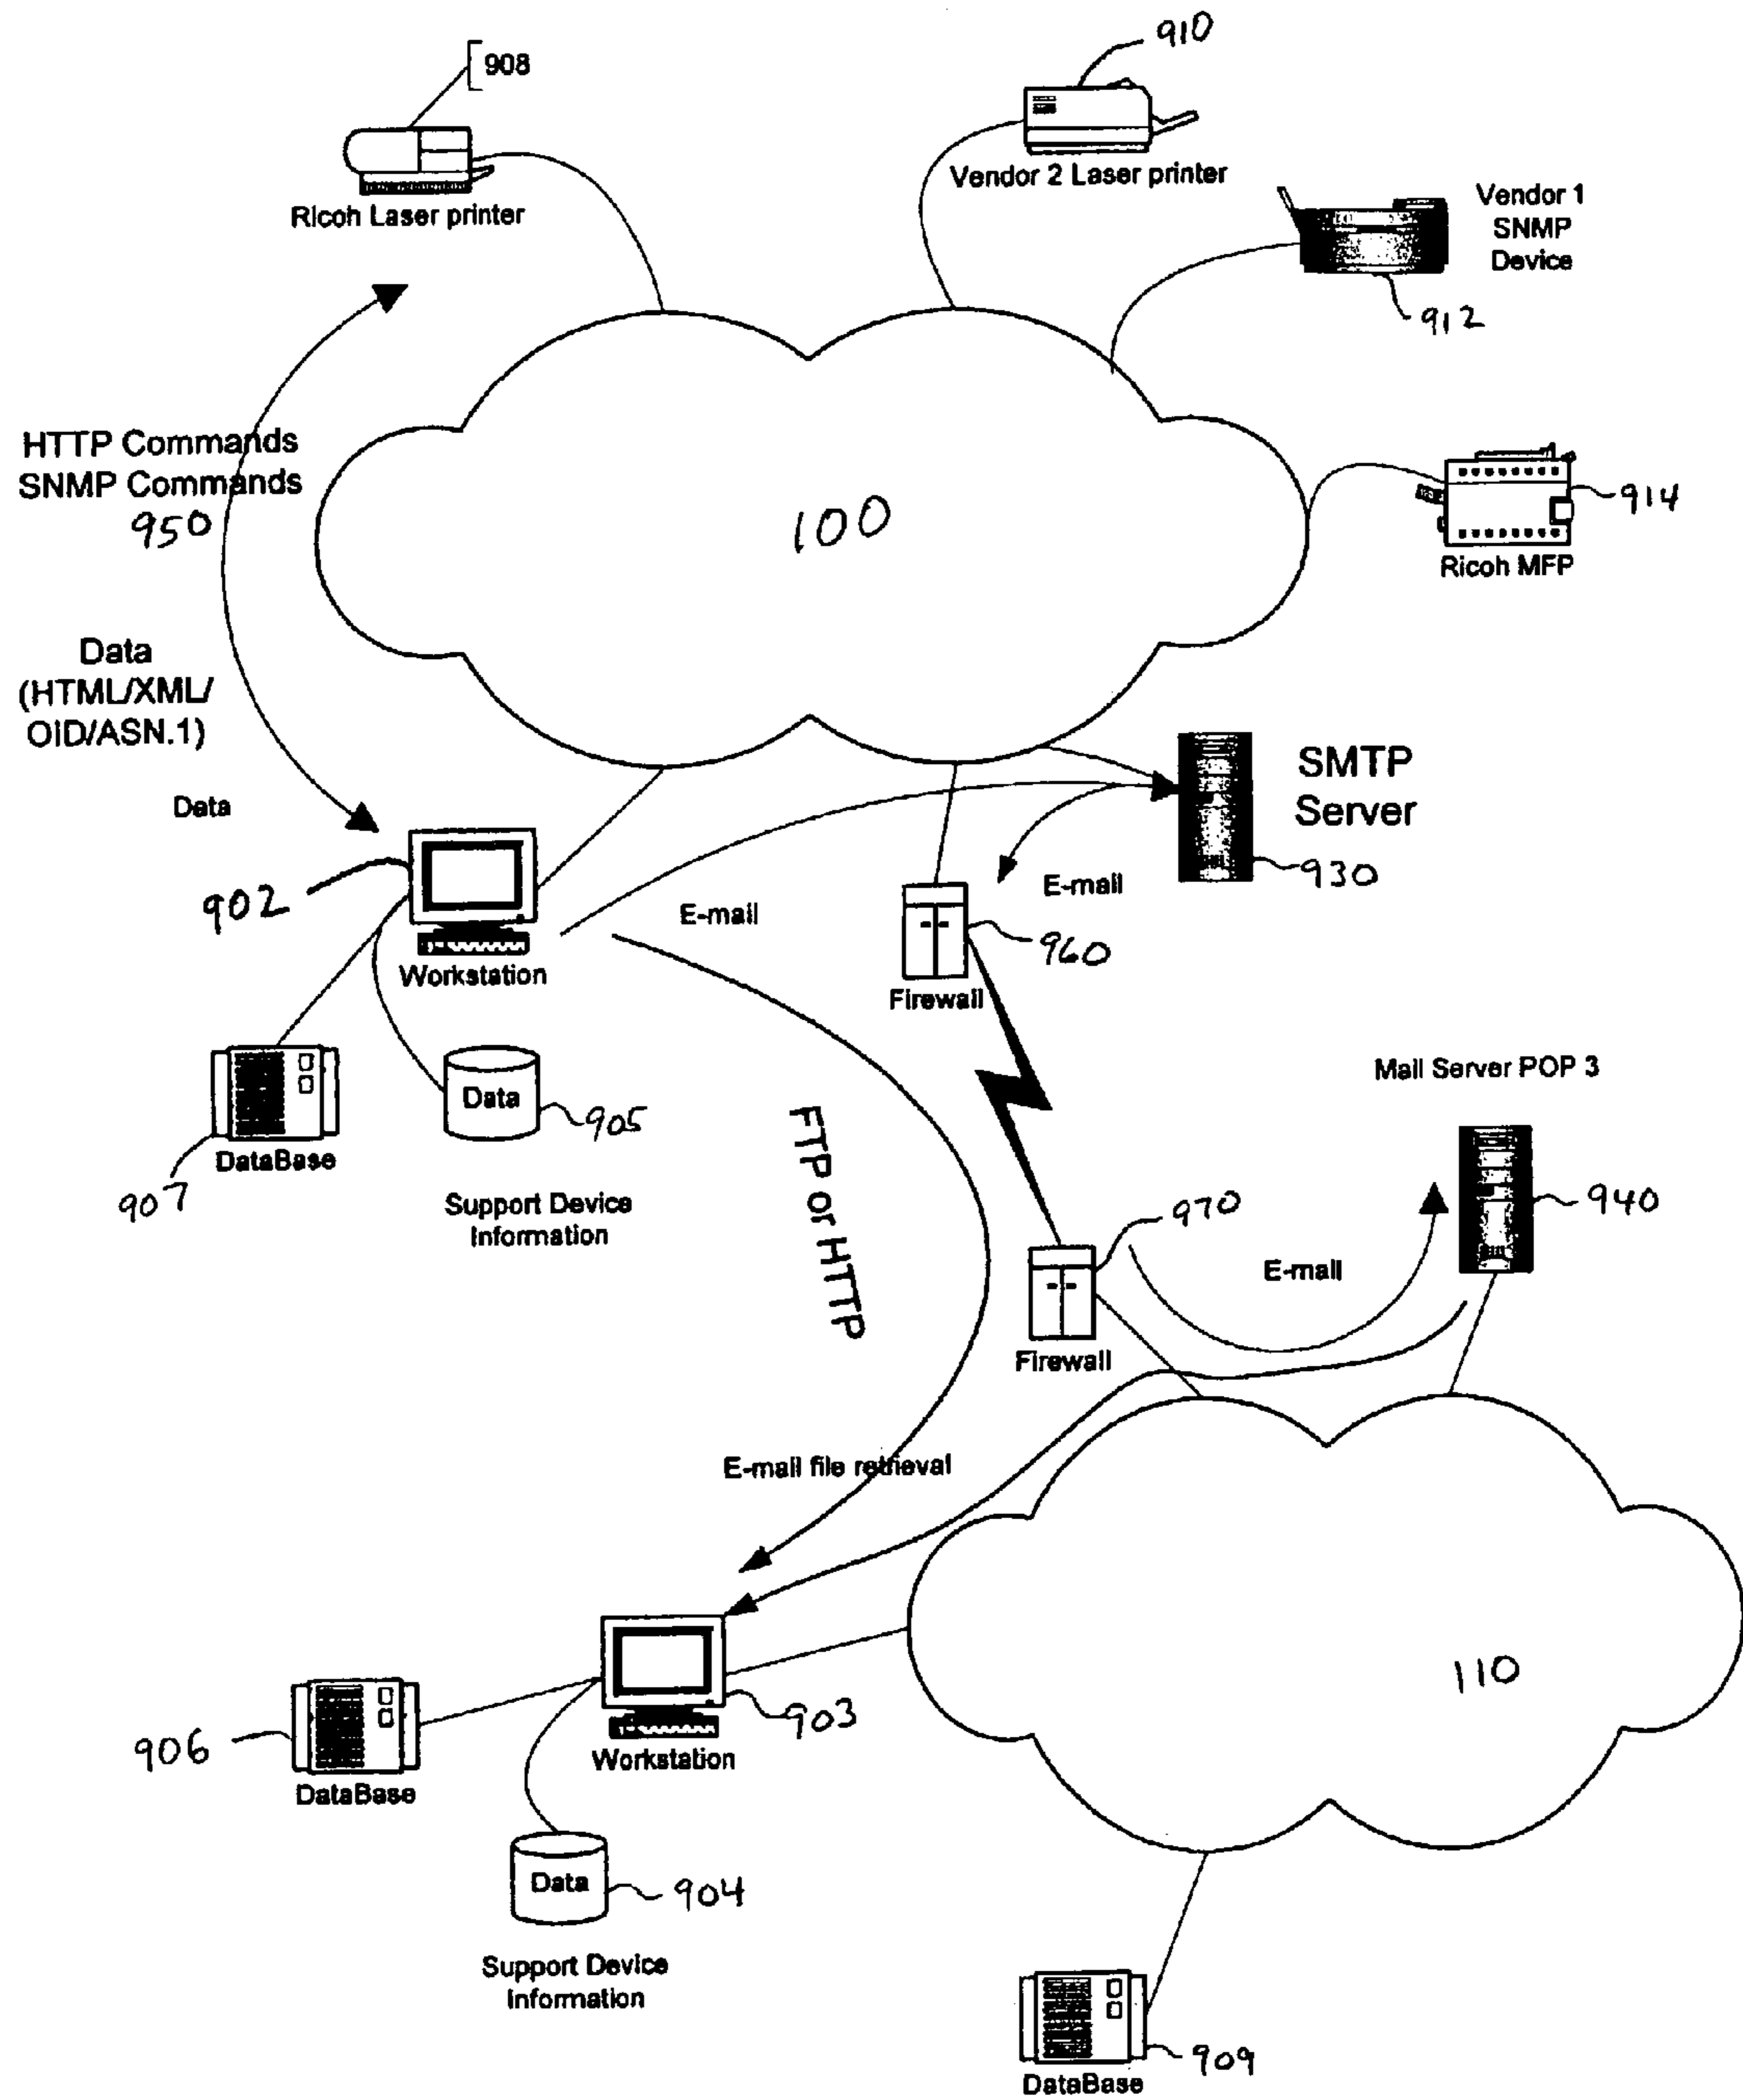 908
Ricoh Laser printer
910
Vendor 2 Laser printer
Vendor 1
SNMP
Device
912
HTTP Commands
SNMP Commands
950
100
914
Ricoh MFP
Data
(HTML/XML/
OID/ASN.1)
Data
SMTP
Server
930
902
Workstation
E-mail
E-mail
960
Firewall
907
DataBase
Data
905
Support Device
Information
FTP or HTTP
Mail Server POP 3
940
970
E-mail
Firewall
E-mail file retrieval
110
903
Workstation
906
DataBase
Data
904
Support Device
Information
909
DataBase